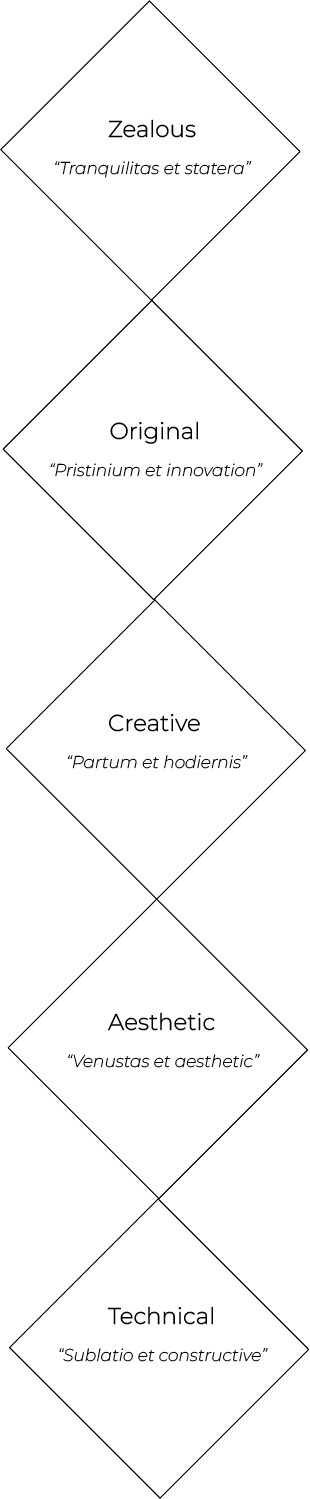 Zealous
“Tranquilitas et statera”
Original
“Pristinium et innovation”
Creative
“Partum et hodiernis”
Aesthetic
“Venustas et aesthetic”
Technical
“Sublatio et constructive”